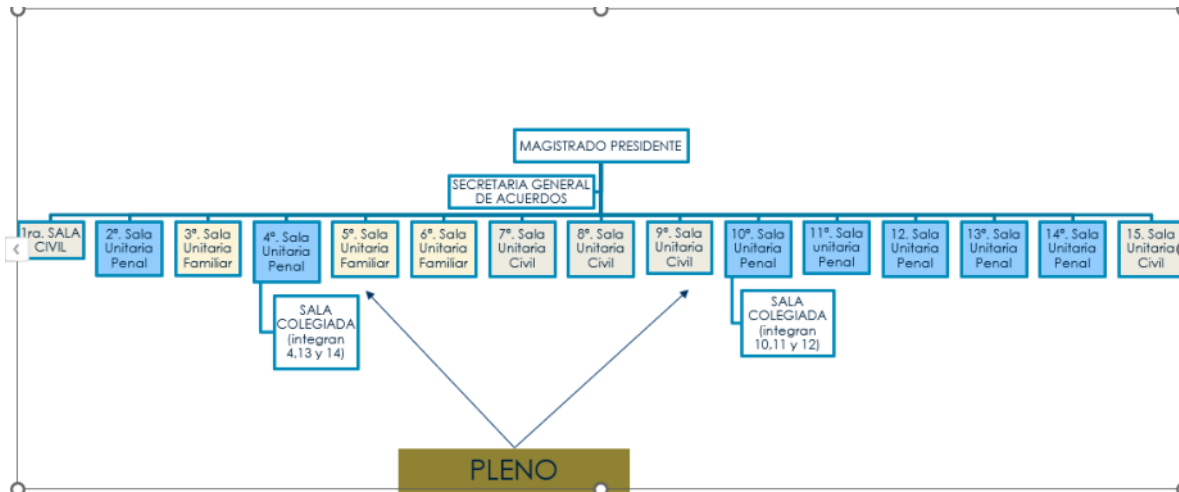 MAGISTRADO PRESIDENTE
SECRETARIA GENERAL
DE ACUERDOS
1ra. SALA
CIVIL
2ª. Sala
Unitaria
Penal
3ª. Sala
Unitaria
Familiar
4ª. Sala
Unitaria
Penal
5ª. Sala
Unitaria
Familiar
6ª. Sala
Unitaria
Familiar
7ª. Sala
Unitaria
Civil
8ª. Sala
Unitaria
Civil
9ª. Sala
Unitaria
Civil
10ª. Sala
Unitaria
Penal
11ª. Sala
unitaria
Penal
12. Sala
Unitaria
Penal
13ª. Sala
Unitaria
Penal
14ª. Sala
Unitaria
Penal
15. Sala
Unitaria
Civil
SALA
COLEGIADA
(integran
4,13 y 14)
SALA
COLEGIADA
(integran
10,11 y 12)
PLENO